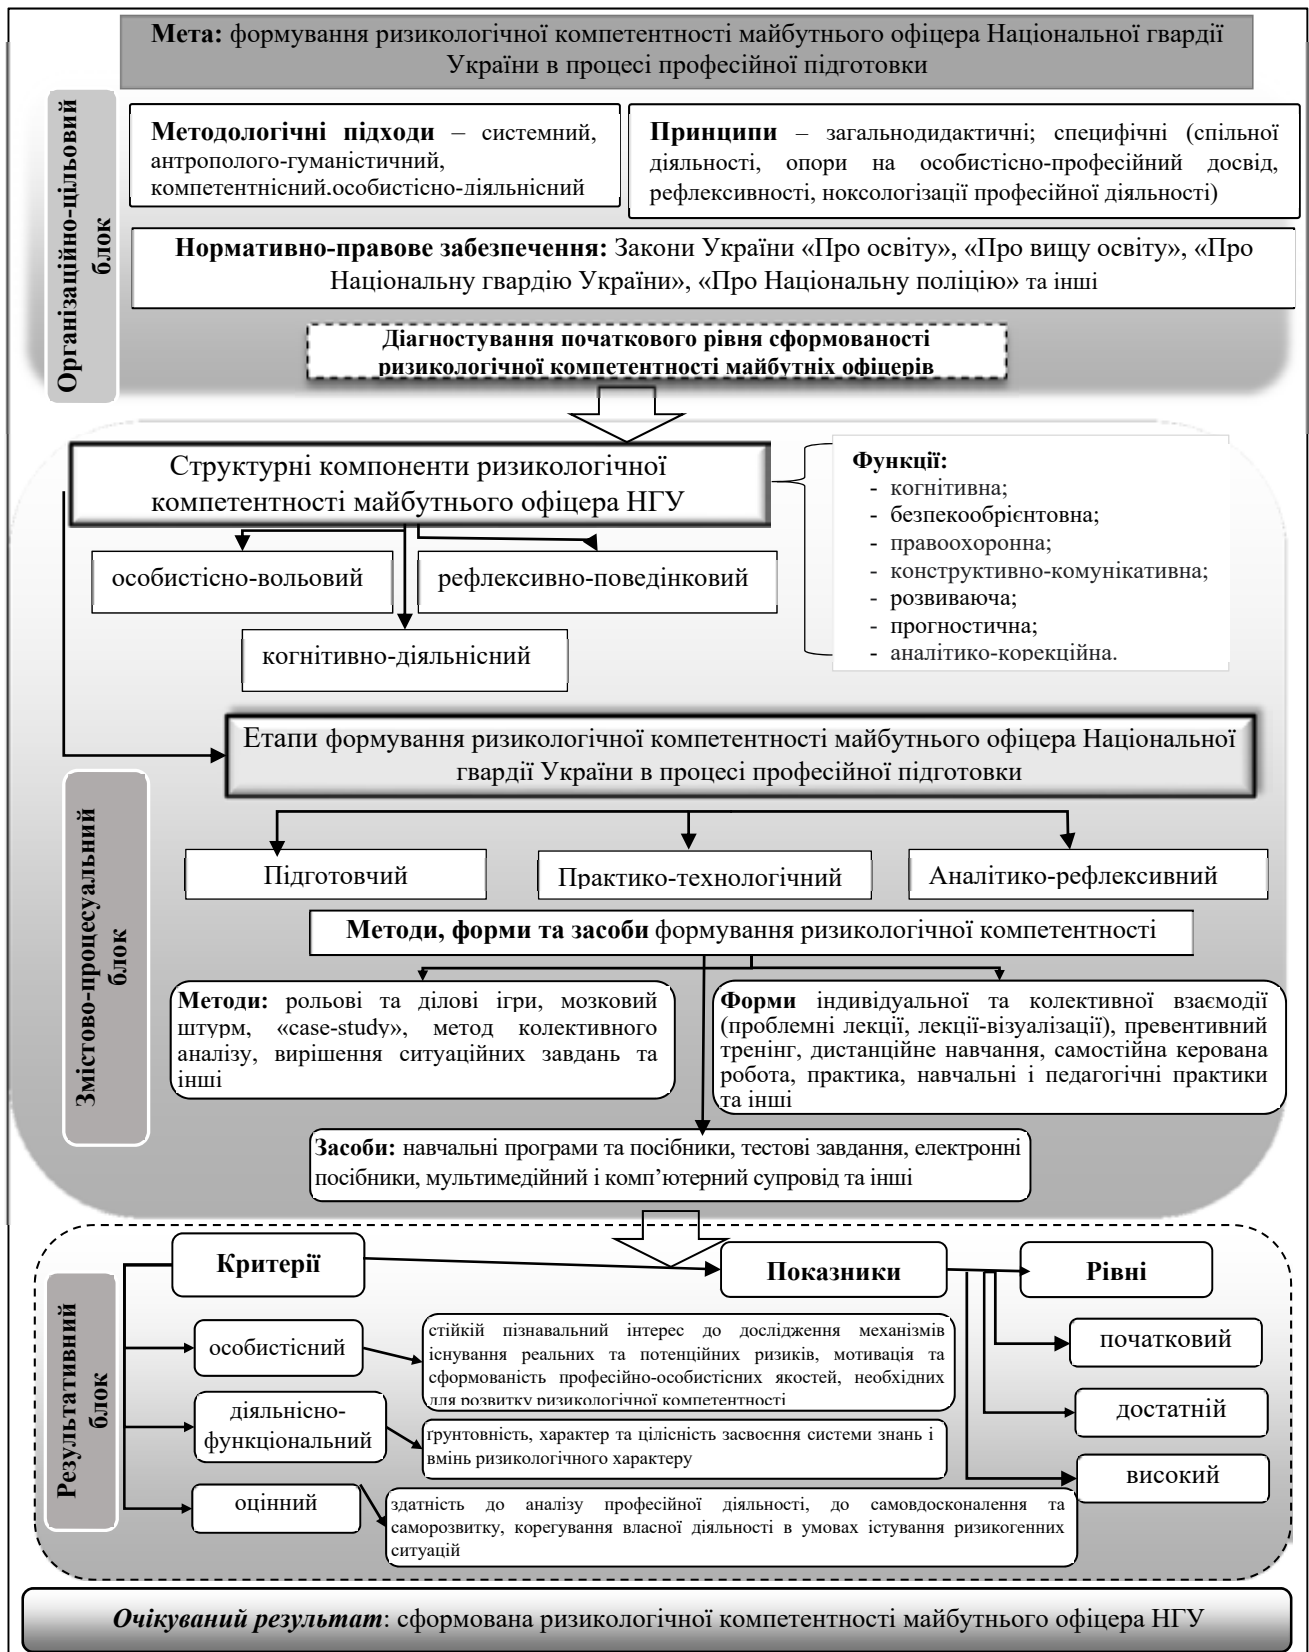 Мета: формування ризикологічної компетентності майбутнього офіцера Національної гвардії
України в процесі професійної підготовки
Організаційно-цільовий
блок
Методологічні підходи – системний,
антрополого-гуманістичний,
компетентнісний.особистісно-діяльнісний
Принципи – загальнодидактичні; специфічні (спільної
діяльності, опори на особистісно-професійний досвід,
рефлексивності, ноксологізації професійної діяльності)
Нормативно-правове забезпечення: Закони України «Про освіту», «Про вищу освіту», «Про
Національну гвардію України», «Про Національну поліцію» та інші
Діагностування початкового рівня сформованості
ризикологічної компетентності майбутніх офіцерів
Структурні компоненти ризикологічної
компетентності майбутнього офіцера НГУ
Функції:
- когнітивна;
- безпекообрієнтовна;
- правоохоронна;
- конструктивно-комунікативна;
- розвиваюча;
- прогностична;
- аналітико-корекційна.
особистісно-вольовий
рефлексивно-поведінковий
когнітивно-діяльнісний
Змістово-процесуальний
блок
Етапи формування ризикологічної компетентності майбутнього офіцера Національної
гвардії України в процесі професійної підготовки
Підготовчий
Практико-технологічний
Аналітико-рефлексивний
Методи, форми та засоби формування ризикологічної компетентності
Методи: рольові та ділові ігри, мозковий
штурм, «case-study», метод колективного
аналізу, вирішення ситуаційних завдань та
інші
Форми індивідуальної та колективної взаємодії
(проблемні лекції, лекції-візуалізації), превентивний
тренінг, дистанційне навчання, самостійна керована
робота, практика, навчальні і педагогічні практики
та інші
Засоби: навчальні програми та посібники, тестові завдання, електронні
посібники, мультимедійний і комп’ютерний супровід та інші
Результативний
блок
Критерії
Показники
Рівні
особистісний
стійкій пізнавальний інтерес до дослідження механізмів
існування реальних та потенційних ризиків, мотивація та
сформованість професійно-особистісних якостей, необхідних
для розвитку ризикологічної компетентності
початковий
діяльнісно-
функціональний
ґрунтовність, характер та цілісність засвоєння системи знань і
вмінь ризикологічного характеру
достатній
оцінний
здатність до аналізу професійної діяльності, до самовдосконалення та
саморозвитку, корегування власної діяльності в умовах істування ризикогенних
ситуацій
високий
Очікуваний результат: сформована ризикологічної компетентності майбутнього офіцера НГУ